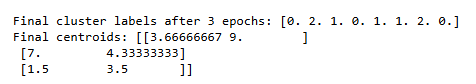 Final cluster labels after 3 epochs: [0. 2. 1. 0. 1. 1. 2. 0.]
Final centroids: [[3.66666667 9.        ]
 [7.         4.33333333]
 [1.5        3.5       ]]